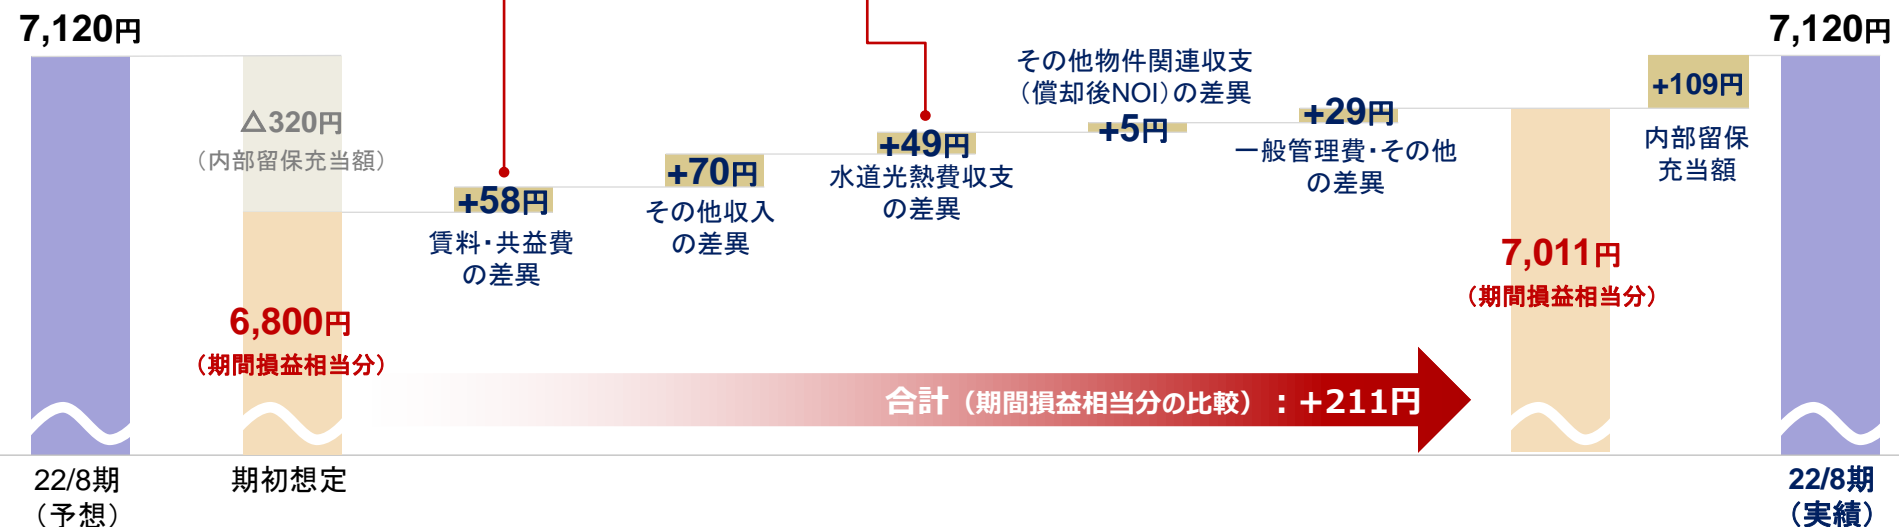 7,120円
22/8期
（予想）
△320円
（内部留保充当額）
6,800円
（期間損益相当分）
期初想定
+58円
賃料・共益費
の差異
+70円
その他収入
の差異
+49円
水道光熱費収支
の差異
その他物件関連収支
（償却後NOI）の差異
+5円
+29円
一般管理費・その他
の差異
合計（期間損益相当分の比較）：+211円
7,011円
（期間損益相当分）
+109円
内部留保
充当額
7,120円
22/8期
（実績）